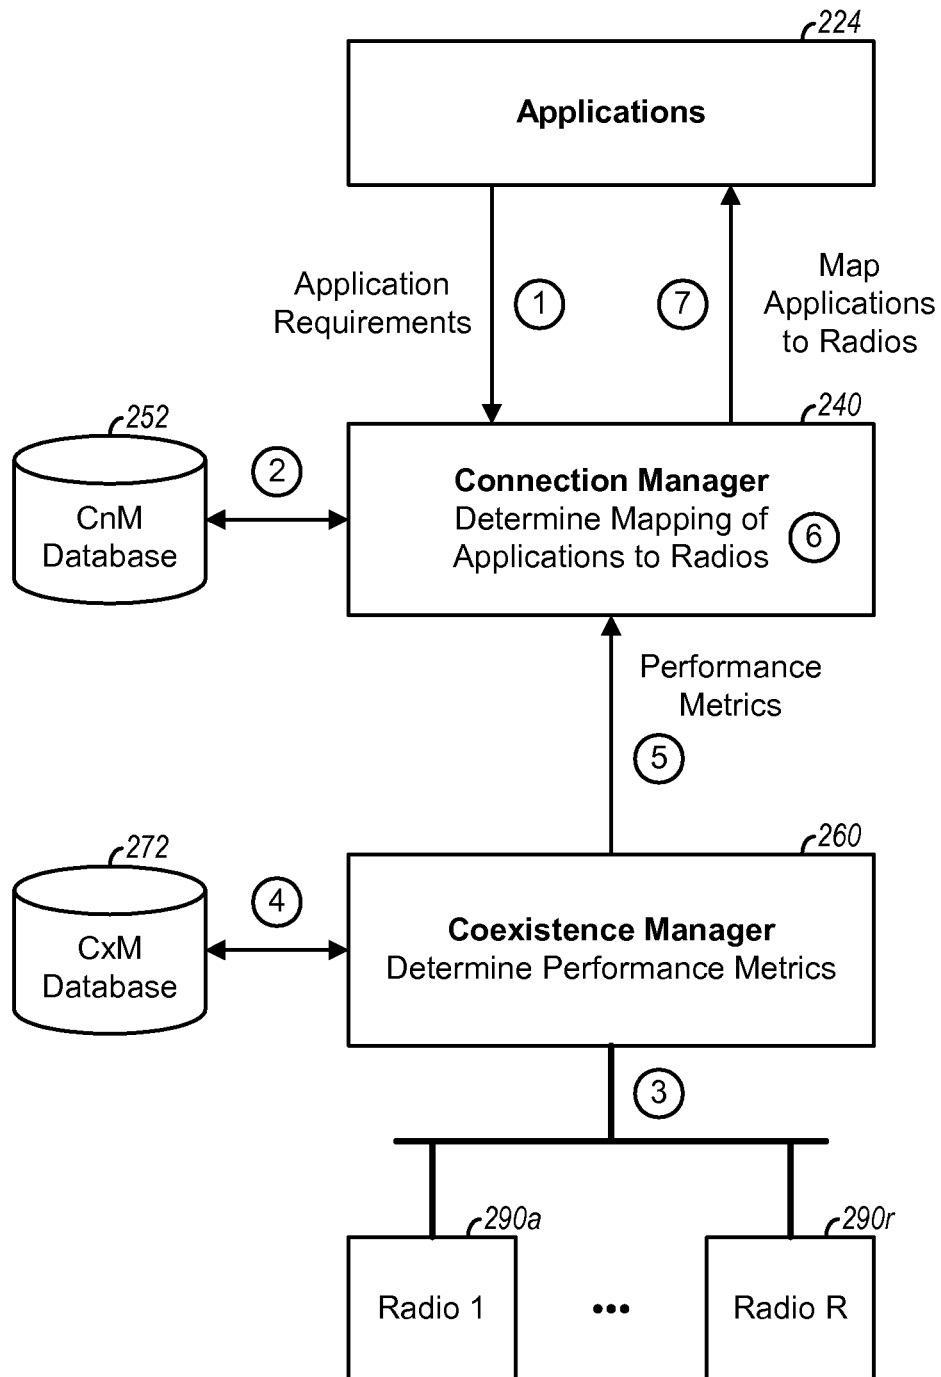 224
Applications
Application
Requirements
1
7
Map
Applications
to Radios
252
CnM
Database
2
240
Connection Manager
Determine Mapping of
Applications to Radios
6
Performance
Metrics
5
272
CxM
Database
4
260
Coexistence Manager
Determine Performance Metrics
3
290a
Radio 1
...
290r
Radio R